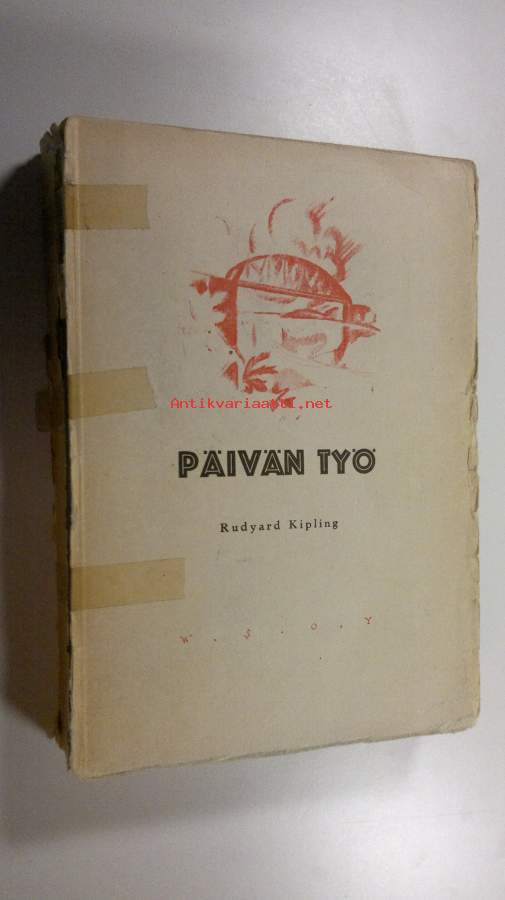 Antikvariaatti.net
PÄIVÄN TYÖ
Rudyard Kipling
W . S . O . Y